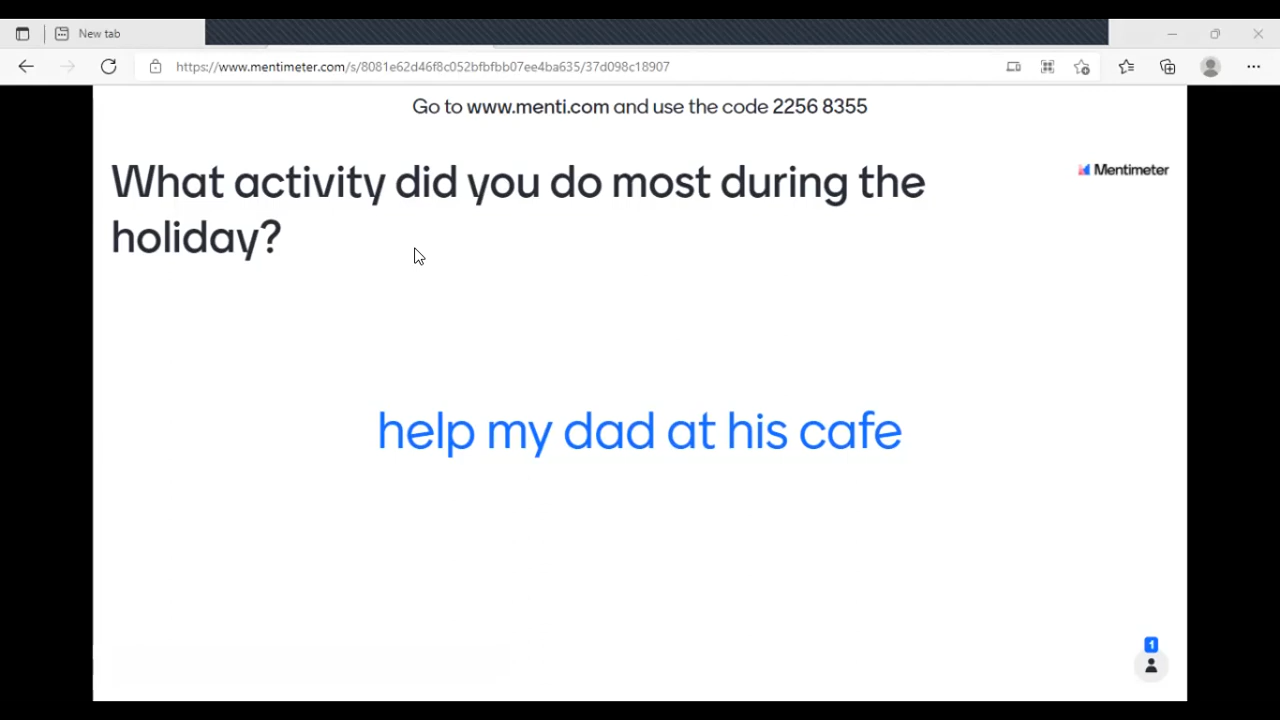 New tab
https://www.mentimeter.com/s/8081e62d46f8c052bfbfbb07ee4ba635/37d098c18907
Go to www.menti.com and use the code 2256 8355
What activity did you do most during the
holiday?
Mentimeter
help my dad at his cafe
1